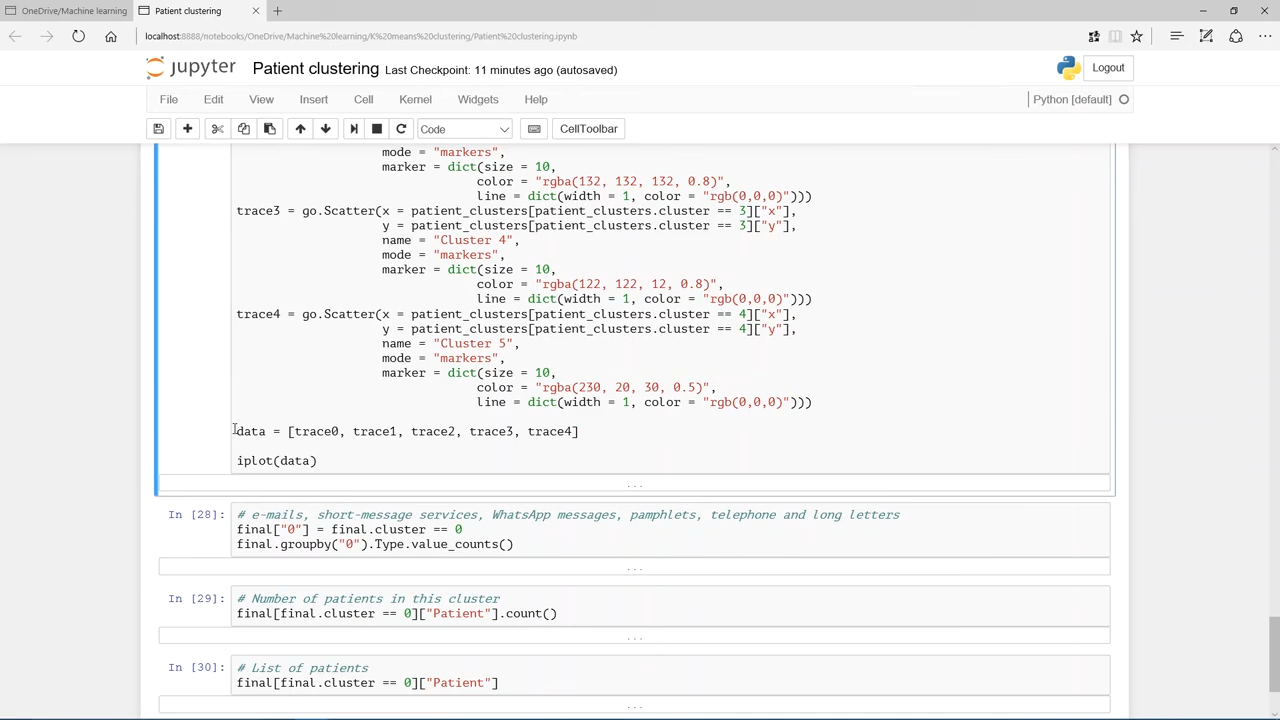 OneDrive/Machine learning
Patient clustering
localhost:8888/notebooks/OneDrive/Machine%20learning/K%20means%20clustering/Patient%20clustering.ipynb
jupyter Patient clustering Last Checkpoint: 11 minutes ago (autosaved)
Logout
File Edit View Insert Cell Kernel Widgets Help
Python [default]
Code
CellToolbar
mode = "markers",
marker = dict(size = 10,
color = "rgba(132, 132, 132, 0.8)",
line = dict(width = 1, color = "rgb(0,0,0)")))
trace3 = go.Scatter(x = patient_clusters[patient_clusters.cluster == 3]["x"],
y = patient_clusters[patient_clusters.cluster == 3]["y"],
name = "Cluster 4",
mode = "markers",
marker = dict(size = 10,
color = "rgba(122, 122, 12, 0.8)",
line = dict(width = 1, color = "rgb(0,0,0)")))
trace4 = go.Scatter(x = patient_clusters[patient_clusters.cluster == 4]["x"],
y = patient_clusters[patient_clusters.cluster == 4]["y"],
name = "Cluster 5",
mode = "markers",
marker = dict(size = 10,
color = "rgba(230, 20, 30, 0.5)",
line = dict(width = 1, color = "rgb(0,0,0)")))
data = [trace0, trace1, trace2, trace3, trace4]
iplot(data)
...
In [28]: # e-mails, short-message services, WhatsApp messages, pamphlets, telephone and long letters
final["0"] = final.cluster == 0
final.groupby("0").Type.value_counts()
...
In [29]: # Number of patients in this cluster
final[final.cluster == 0]["Patient"].count()
...
In [30]: # List of patients
final[final.cluster == 0]["Patient"]
...